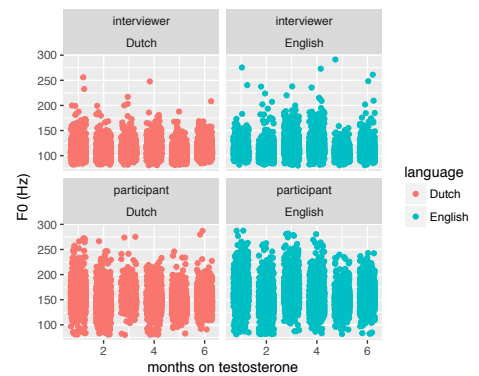 interviewer interviewer
Dutch English
300
250
200
150
100
participant participant
Dutch English
300
250
200
150
100
2 4 6 2 4 6
months on testosterone
F0 (Hz)
language
Dutch
English